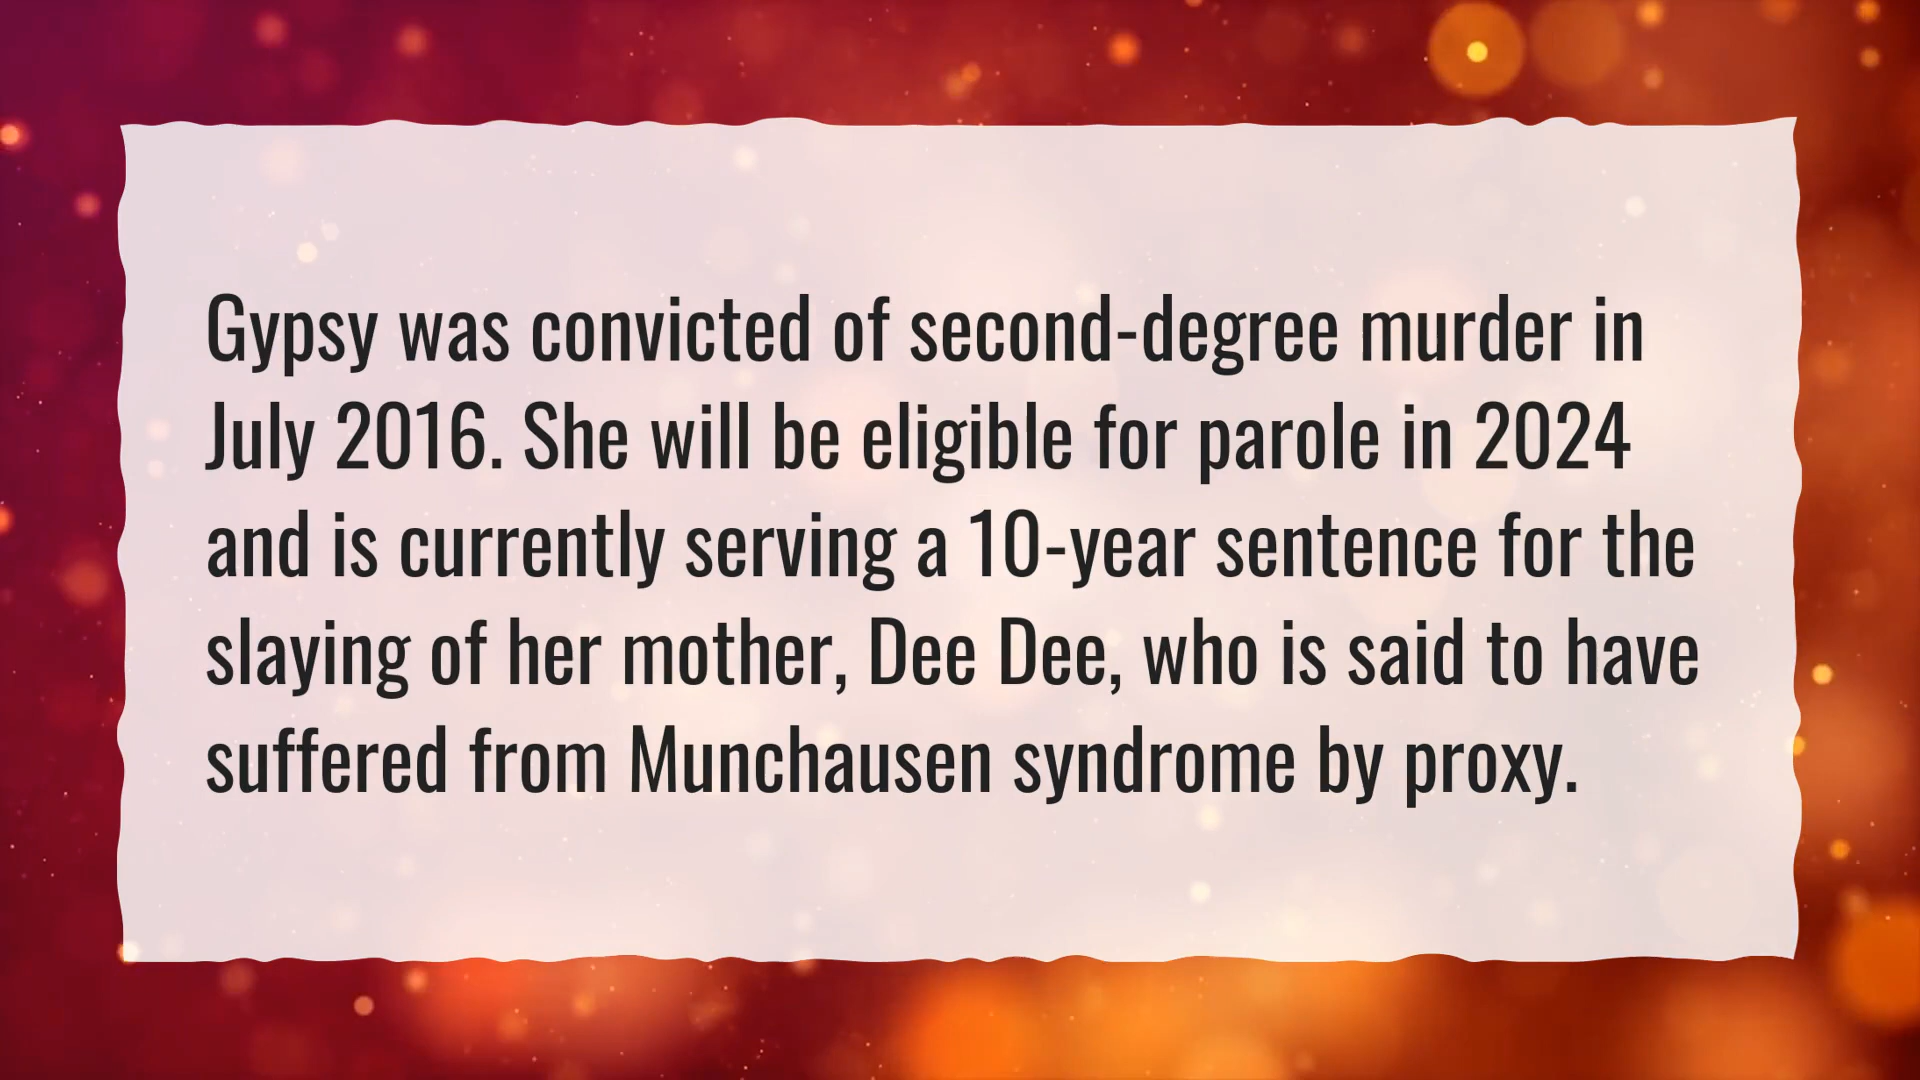 Gypsy was convicted of second-degree murder in
July 2016. She will be eligible for parole in 2024
and is currently serving a 10-year sentence for the
slaying of her mother, Dee Dee, who is said to have
suffered from Munchausen syndrome by proxy.